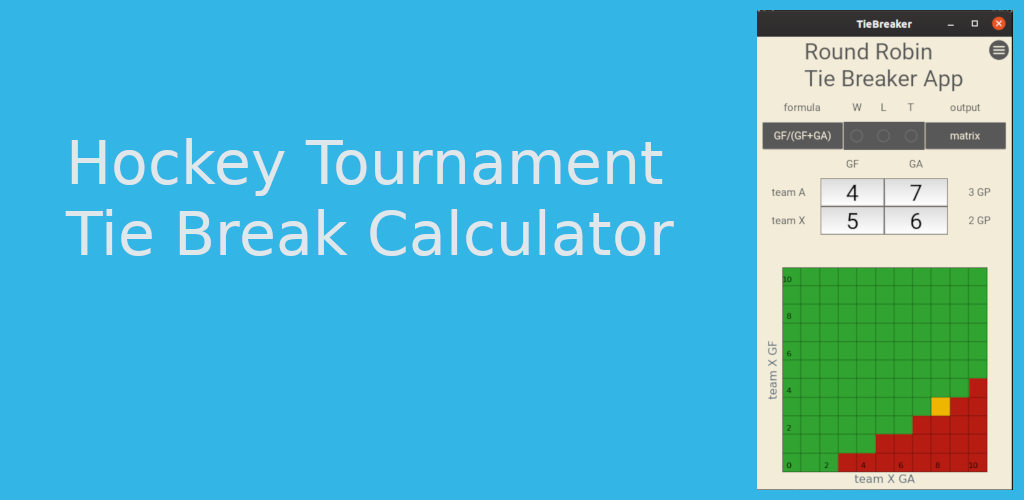 Hockey Tournament
Tie Break Calculator
TieBreaker
Round Robin
Tie Breaker App
formula W L T output
GF/(GF+GA) matrix
GF GA
team A 4 7 3 GP
team X 5 6 2 GP
10
8
6
4
2
0 2 4 6 8 10
team X GF
team X GA